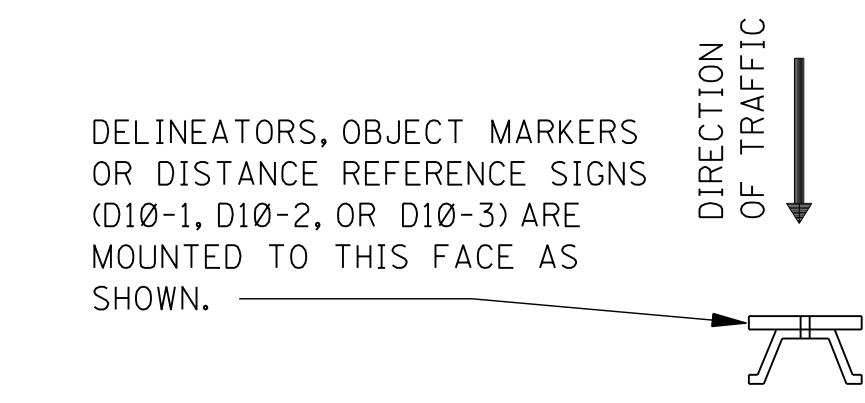 DELINEATORS, OBJECT MARKERS
OR DISTANCE REFERENCE SIGNS
(D1Ø-1, D1Ø-2, OR D1Ø-3) ARE
MOUNTED TO THIS FACE AS
SHOWN.
DIRECTION
OF TRAFFIC